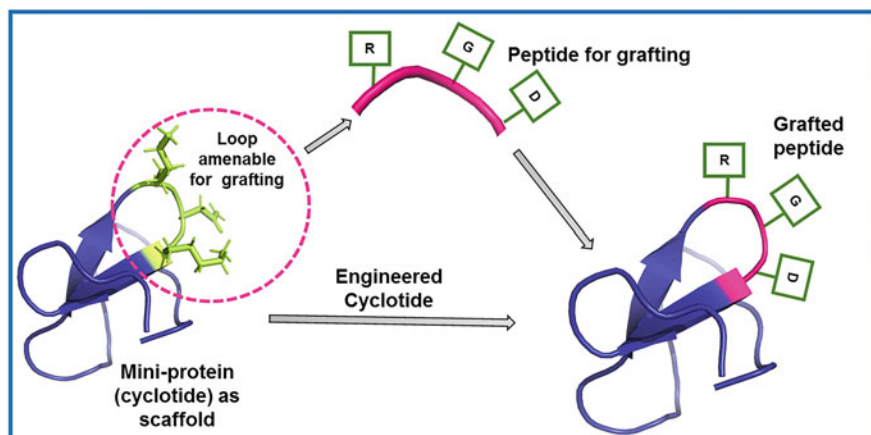 R
G
D
Peptide for grafting
Loop
amenable
for grafting
Grafted
peptide
R
G
D
Engineered
Cyclotide
Mini-protein
(cyclotide) as
scaffold